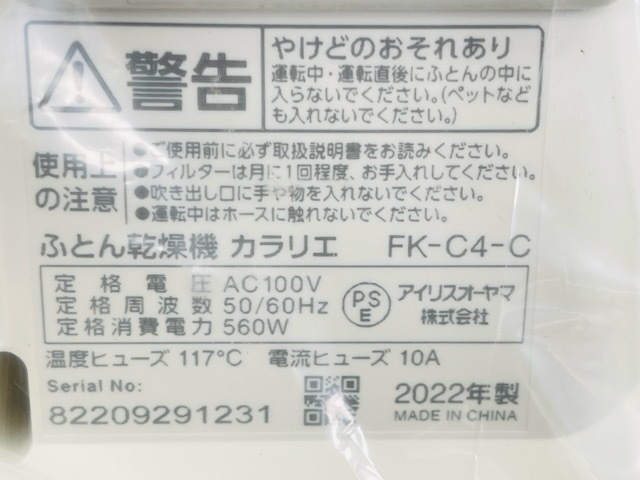 警告
やけどのおそれあり
運転中・運転直後にふとんの中に
入らないでください。(ペットなど
も入れないでください。)
使用上
の注意
●ご使用前に必ず取扱説明書をお読みください。
●フィルターは月に1回程度、お手入れしてください。
●吹き出し口に手や物を入れないでください。
●運転中はホースに触れないでください。
ふとん乾燥機 カラリエ FK-C4-C
定格電圧 AC100V
定格周波数 50/60Hz
定格消費電力 560W
PS
E
アイリスオーヤマ
株式会社
温度ヒューズ 117°C 電流ヒューズ 10A
Serial No:
82209291231
2022年製
MADE IN CHINA